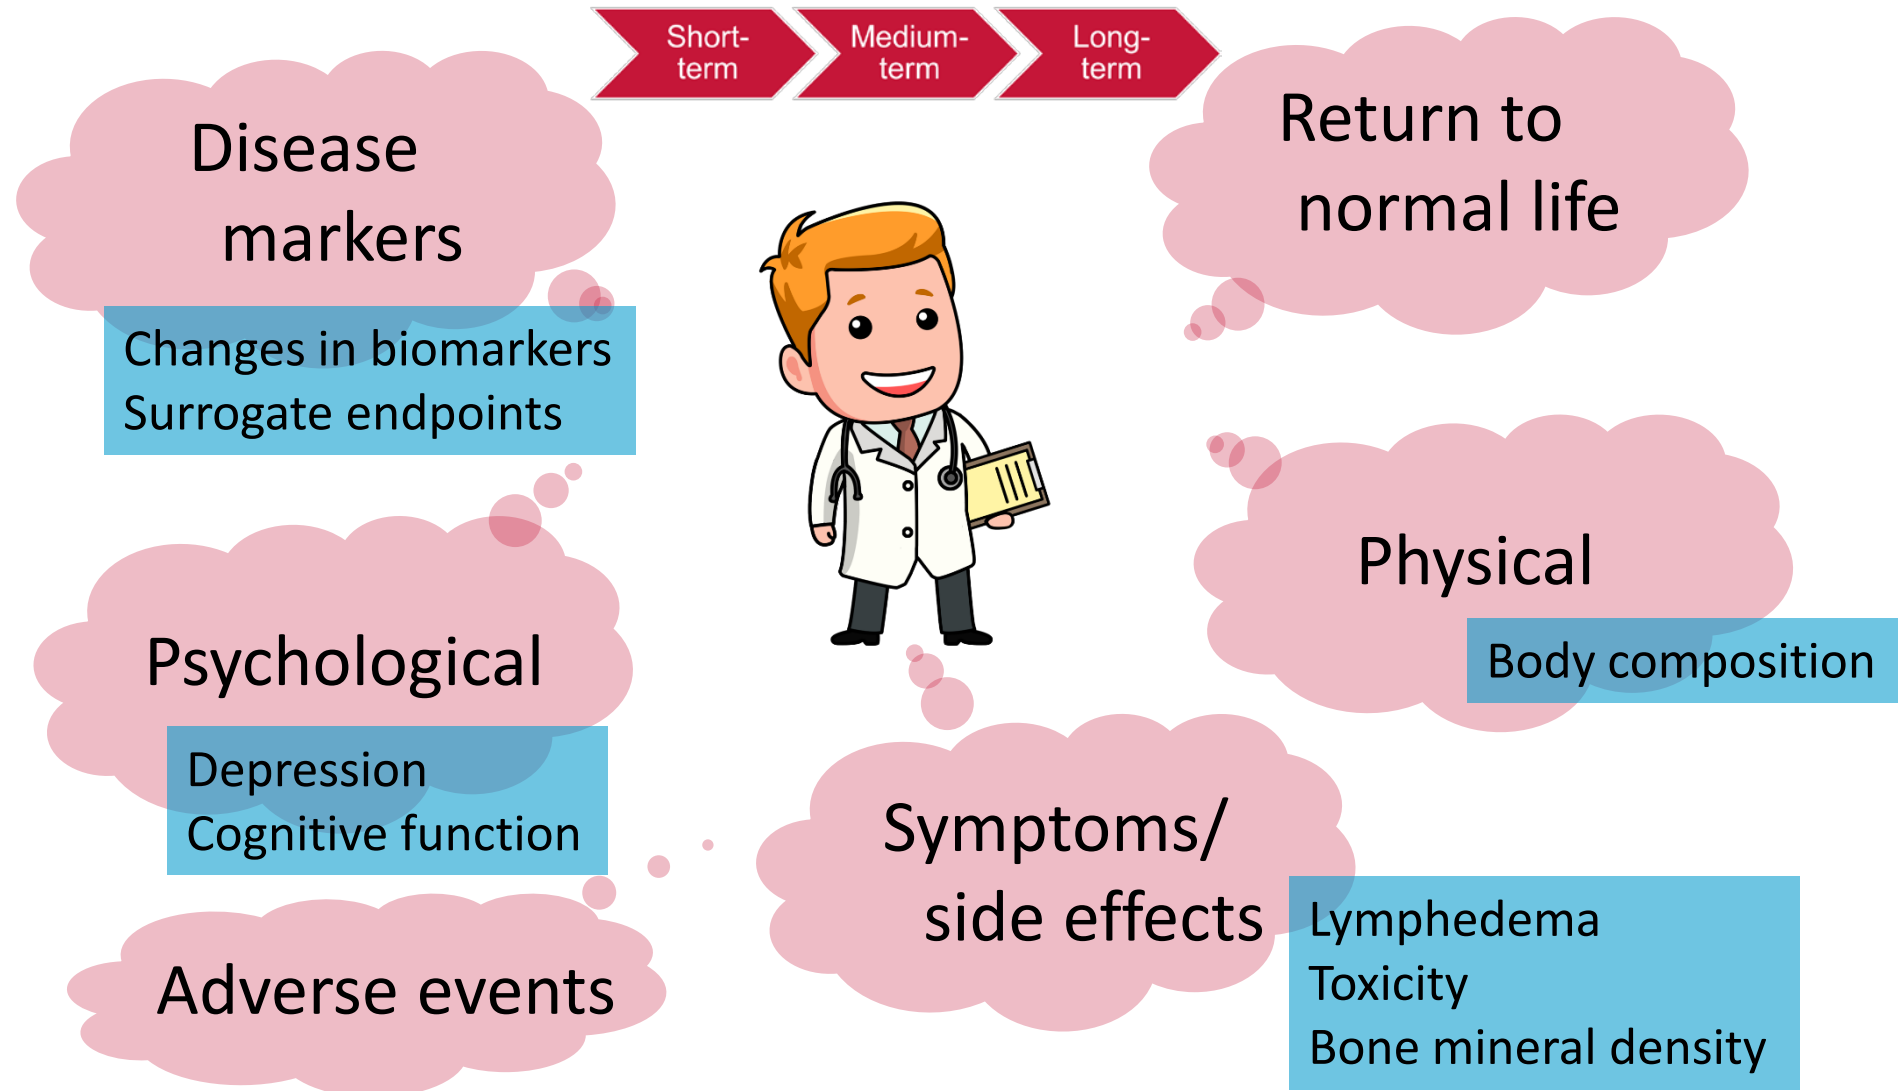 Short-
term
Medium-
term
Long-
term
Disease
markers
Changes in biomarkers
Surrogate endpoints
Return to
normal life
Psychological
Depression
Cognitive function
Physical
Body composition
Symptoms/
side effects
Lymphedema
Toxicity
Bone mineral density
Adverse events